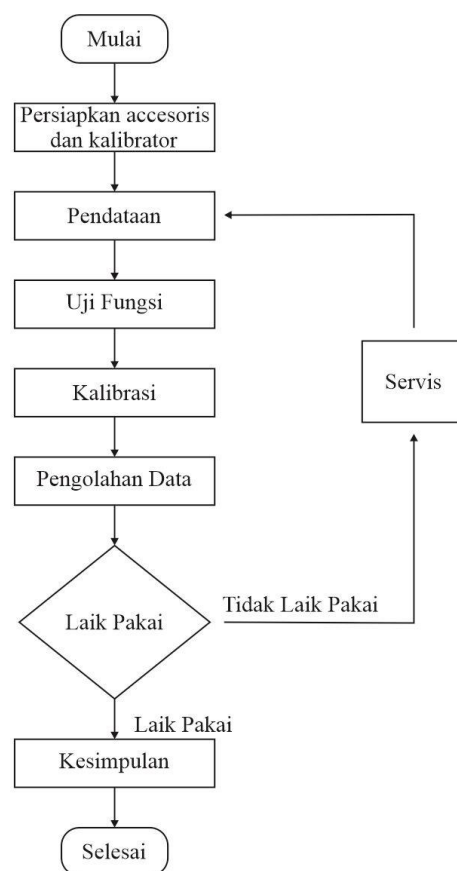 Mulai
Persiapkan accesoris
dan kalibrator
Pendataan
Uji Fungsi
Kalibrasi
Servis
Pengolahan Data
Laik Pakai
Tidak Laik Pakai
Laik Pakai
Kesimpulan
Selesai